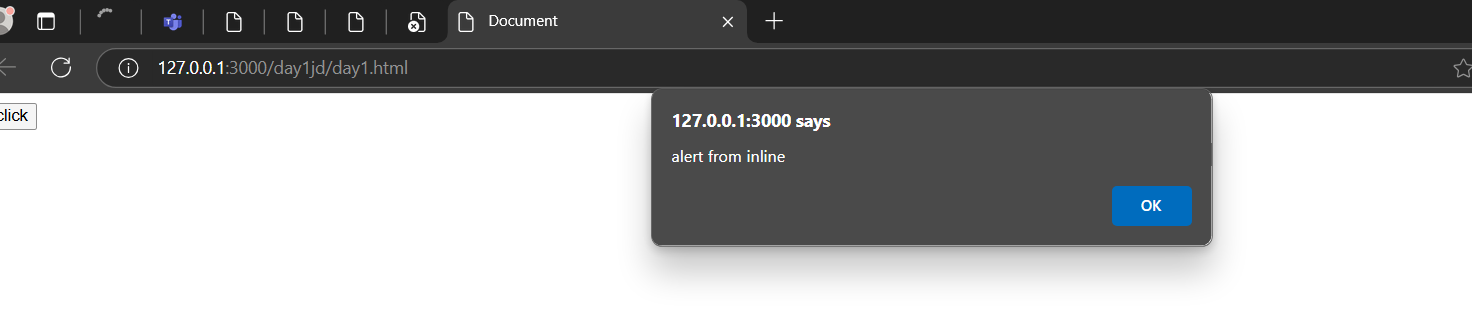 Document
127.0.0.1:3000/day1jd/day1.html
click
127.0.0.1:3000 says
alert from inline
OK